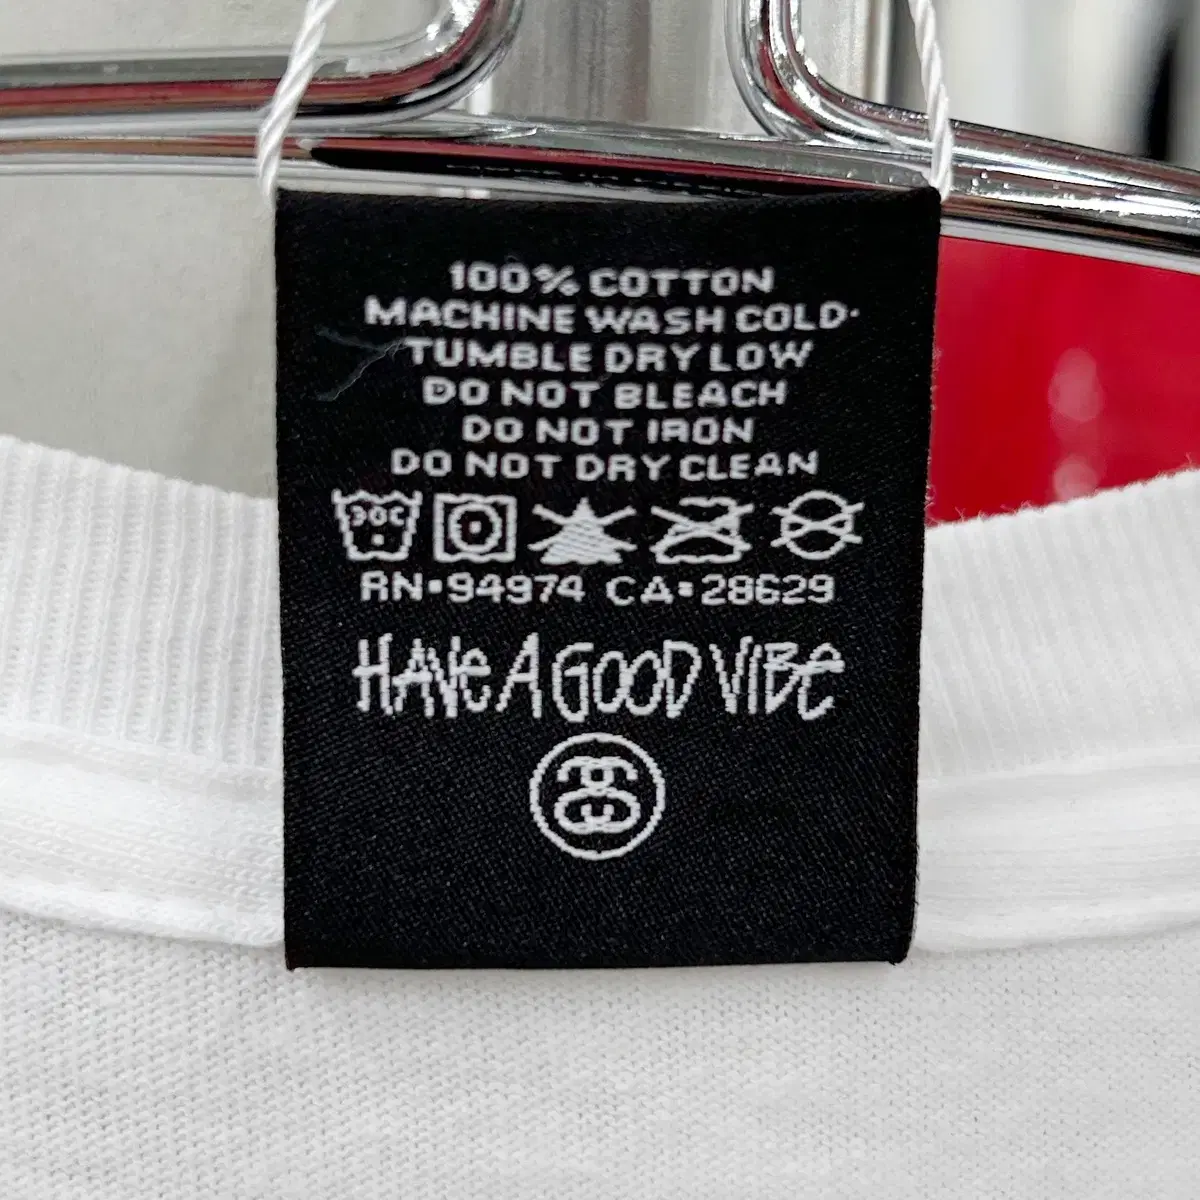 100% COTTON
MACHINE WASH COLD
TUMBLE DRY LOW
DO NOT BLEACH
DO NOT IRON
DO NOT DRY CLEAN
30C
RN•94974 CA•28629
HAVE A GOOD VIBE